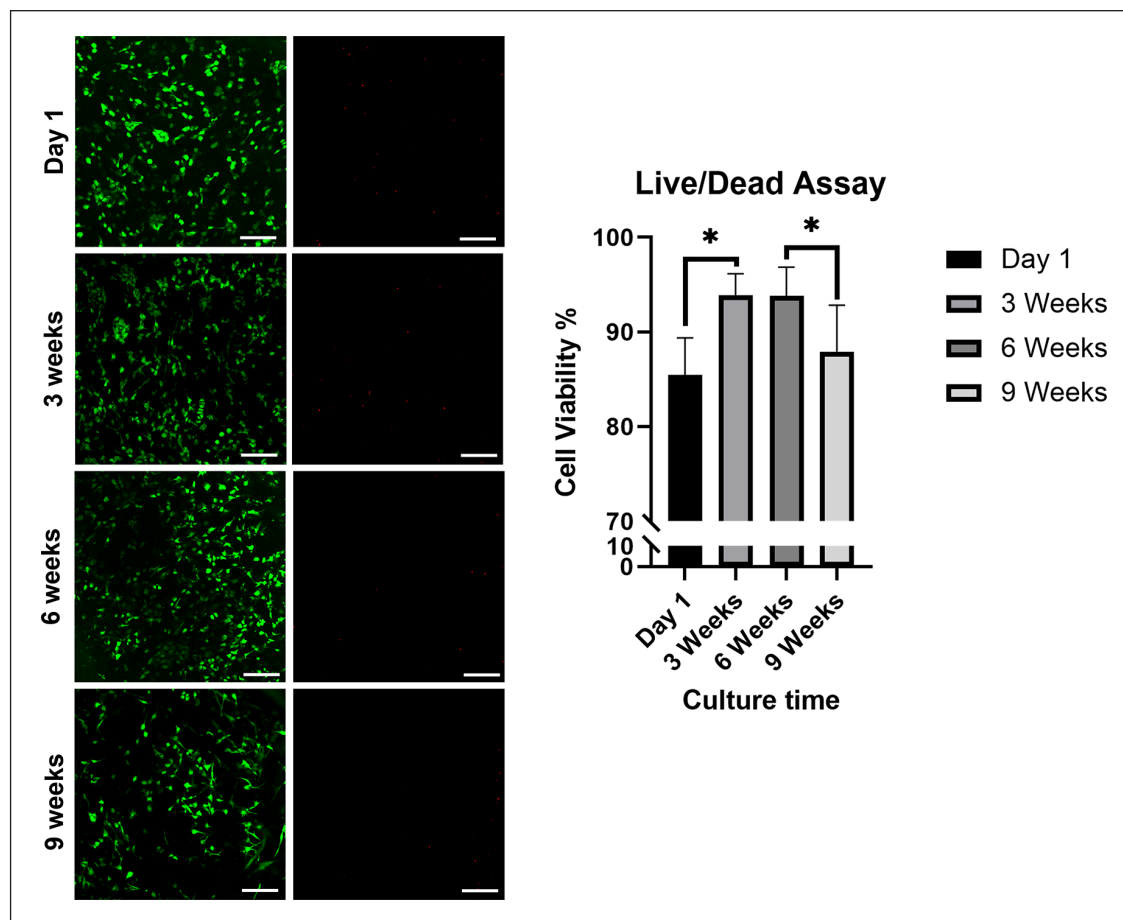 Day 1
3 weeks
6 weeks
9 weeks
Live/Dead Assay
*
*
100
90
80
70
10
0
Cell Viability %
Day 1
3 Weeks
6 Weeks
9 Weeks
Culture time
Day 1
3 Weeks
6 Weeks
9 Weeks